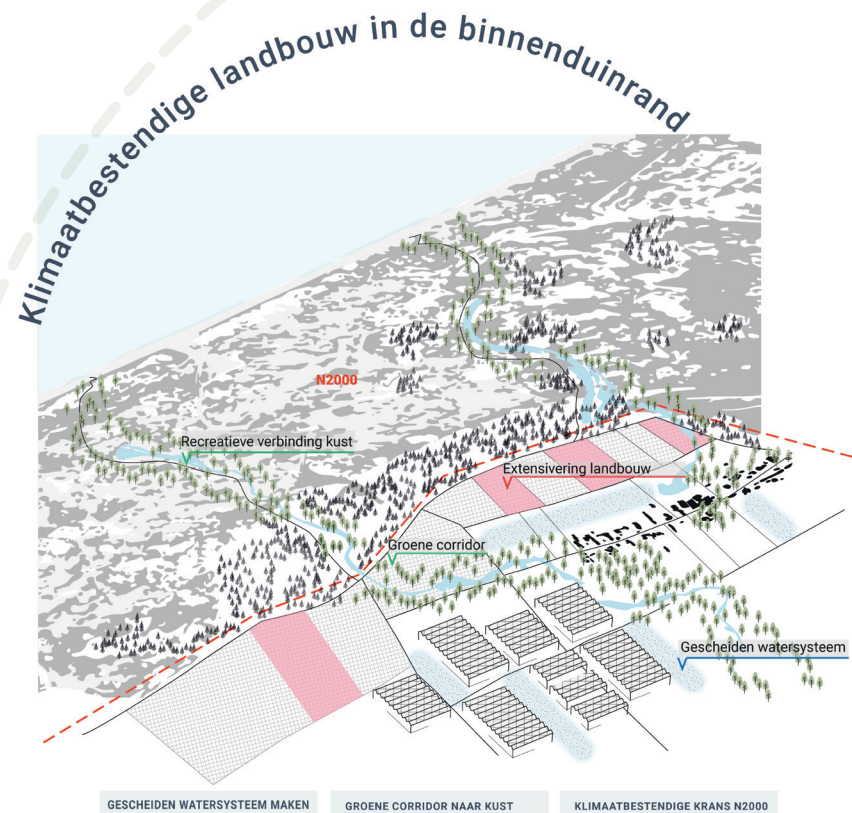 Klimaatbestendige landbouw in de binnenduinrand
N2000
Recreatieve verbinding kust
Extensivering landbouw
Groene corridor
Gescheiden watersysteem
GESCHEIDEN WATERSYSTEEM MAKEN
GROENE CORRIDOR NAAR KUST
KLIMAATBESTENDIGE KRANS N2000